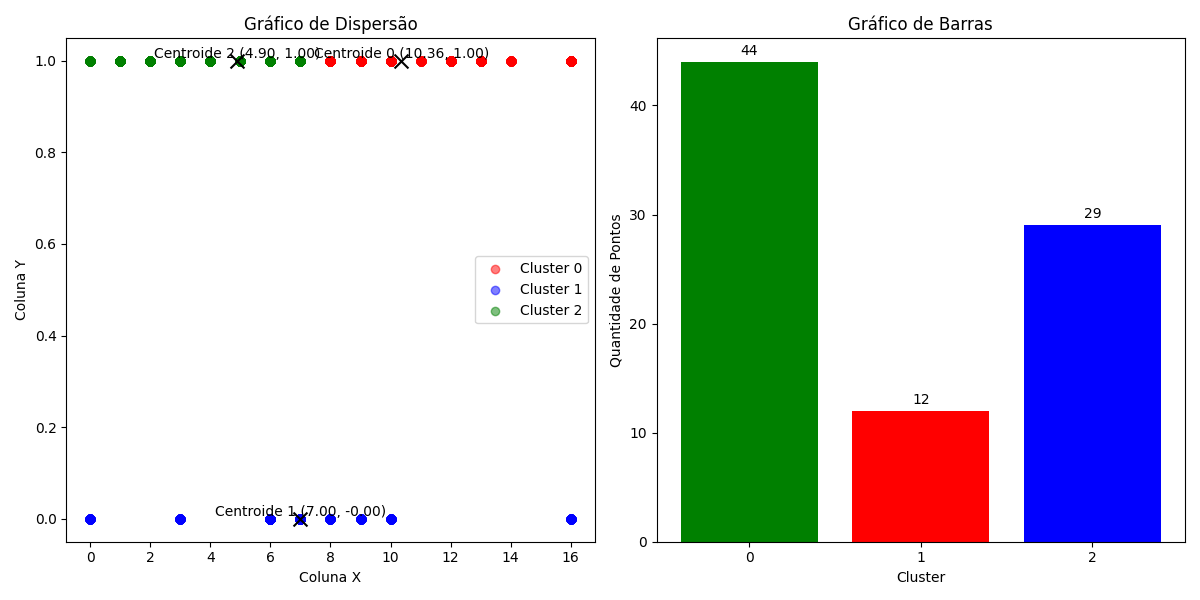 Gráfico de Dispersão
Centroide 2 (4.90, 1.00)
Centroide 0 (10.36, 1.00)
1.0
0.8
0.6
0.4
0.2
0.0
Coluna Y
Cluster 0
Cluster 1
Cluster 2
Centroide 1 (7.00, -0.00)
0 2 4 6 8 10 12 14 16
Coluna X
Gráfico de Barras
44
12
29
40
30
20
10
0
Quantidade de Pontos
0 1 2
Cluster